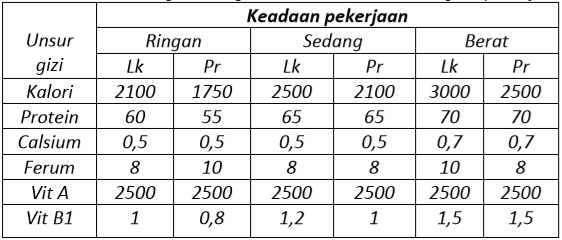 Keadaan pekerjaan
Unsur gizi Ringan Sedang Berat
Lk Pr Lk Pr Lk Pr
Kalori 2100 1750 2500 2100 3000 2500
Protein 60 55 65 65 70 70
Calsium 0,5 0,5 0,5 0,5 0,7 0,7
Ferum 8 10 8 8 10 8
Vit A 2500 2500 2500 2500 2500 2500
Vit B1 1 0,8 1,2 1 1,5 1,5